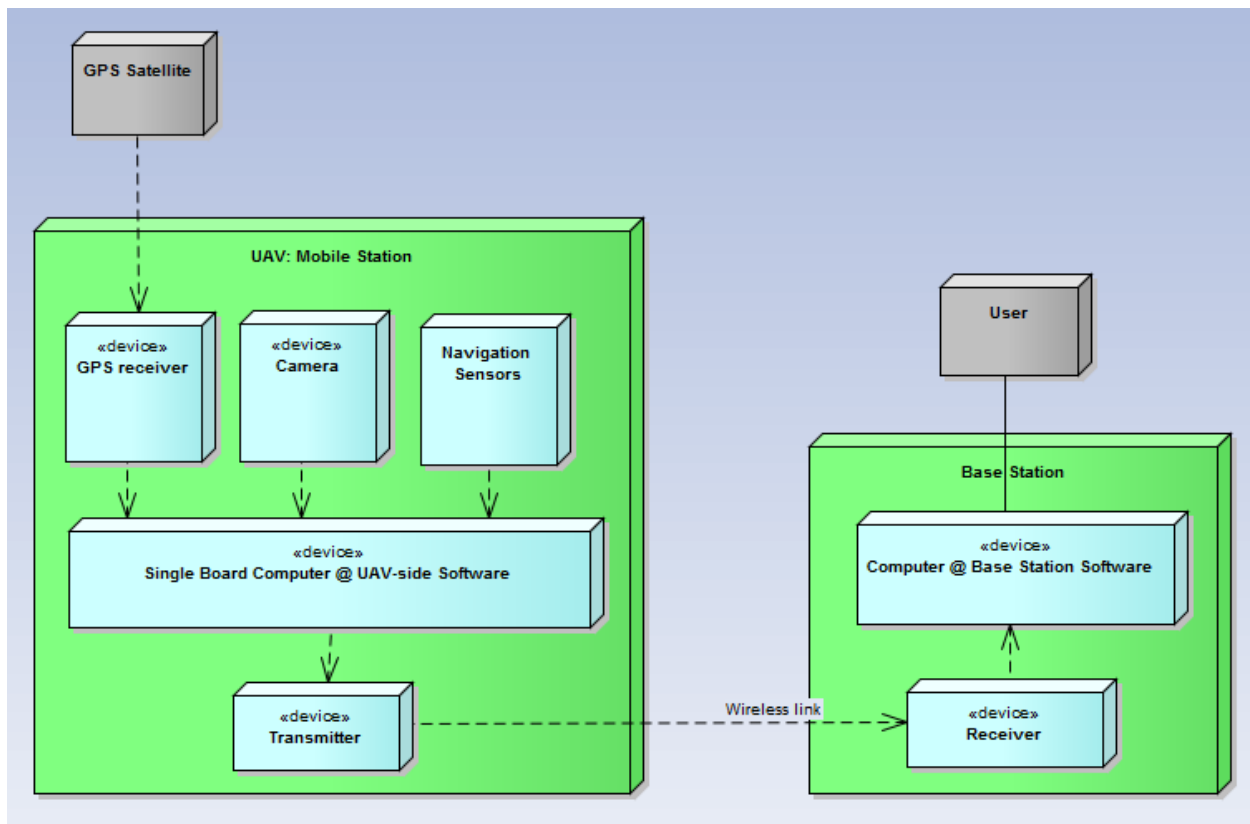 GPS Satellite
UAV: Mobile Station
«device»
GPS receiver
«device»
Camera
Navigation
Sensors
«device»
Single Board Computer @ UAV-side Software
«device»
Transmitter
Wireless link
User
Base Station
«device»
Computer @ Base Station Software
«device»
Receiver